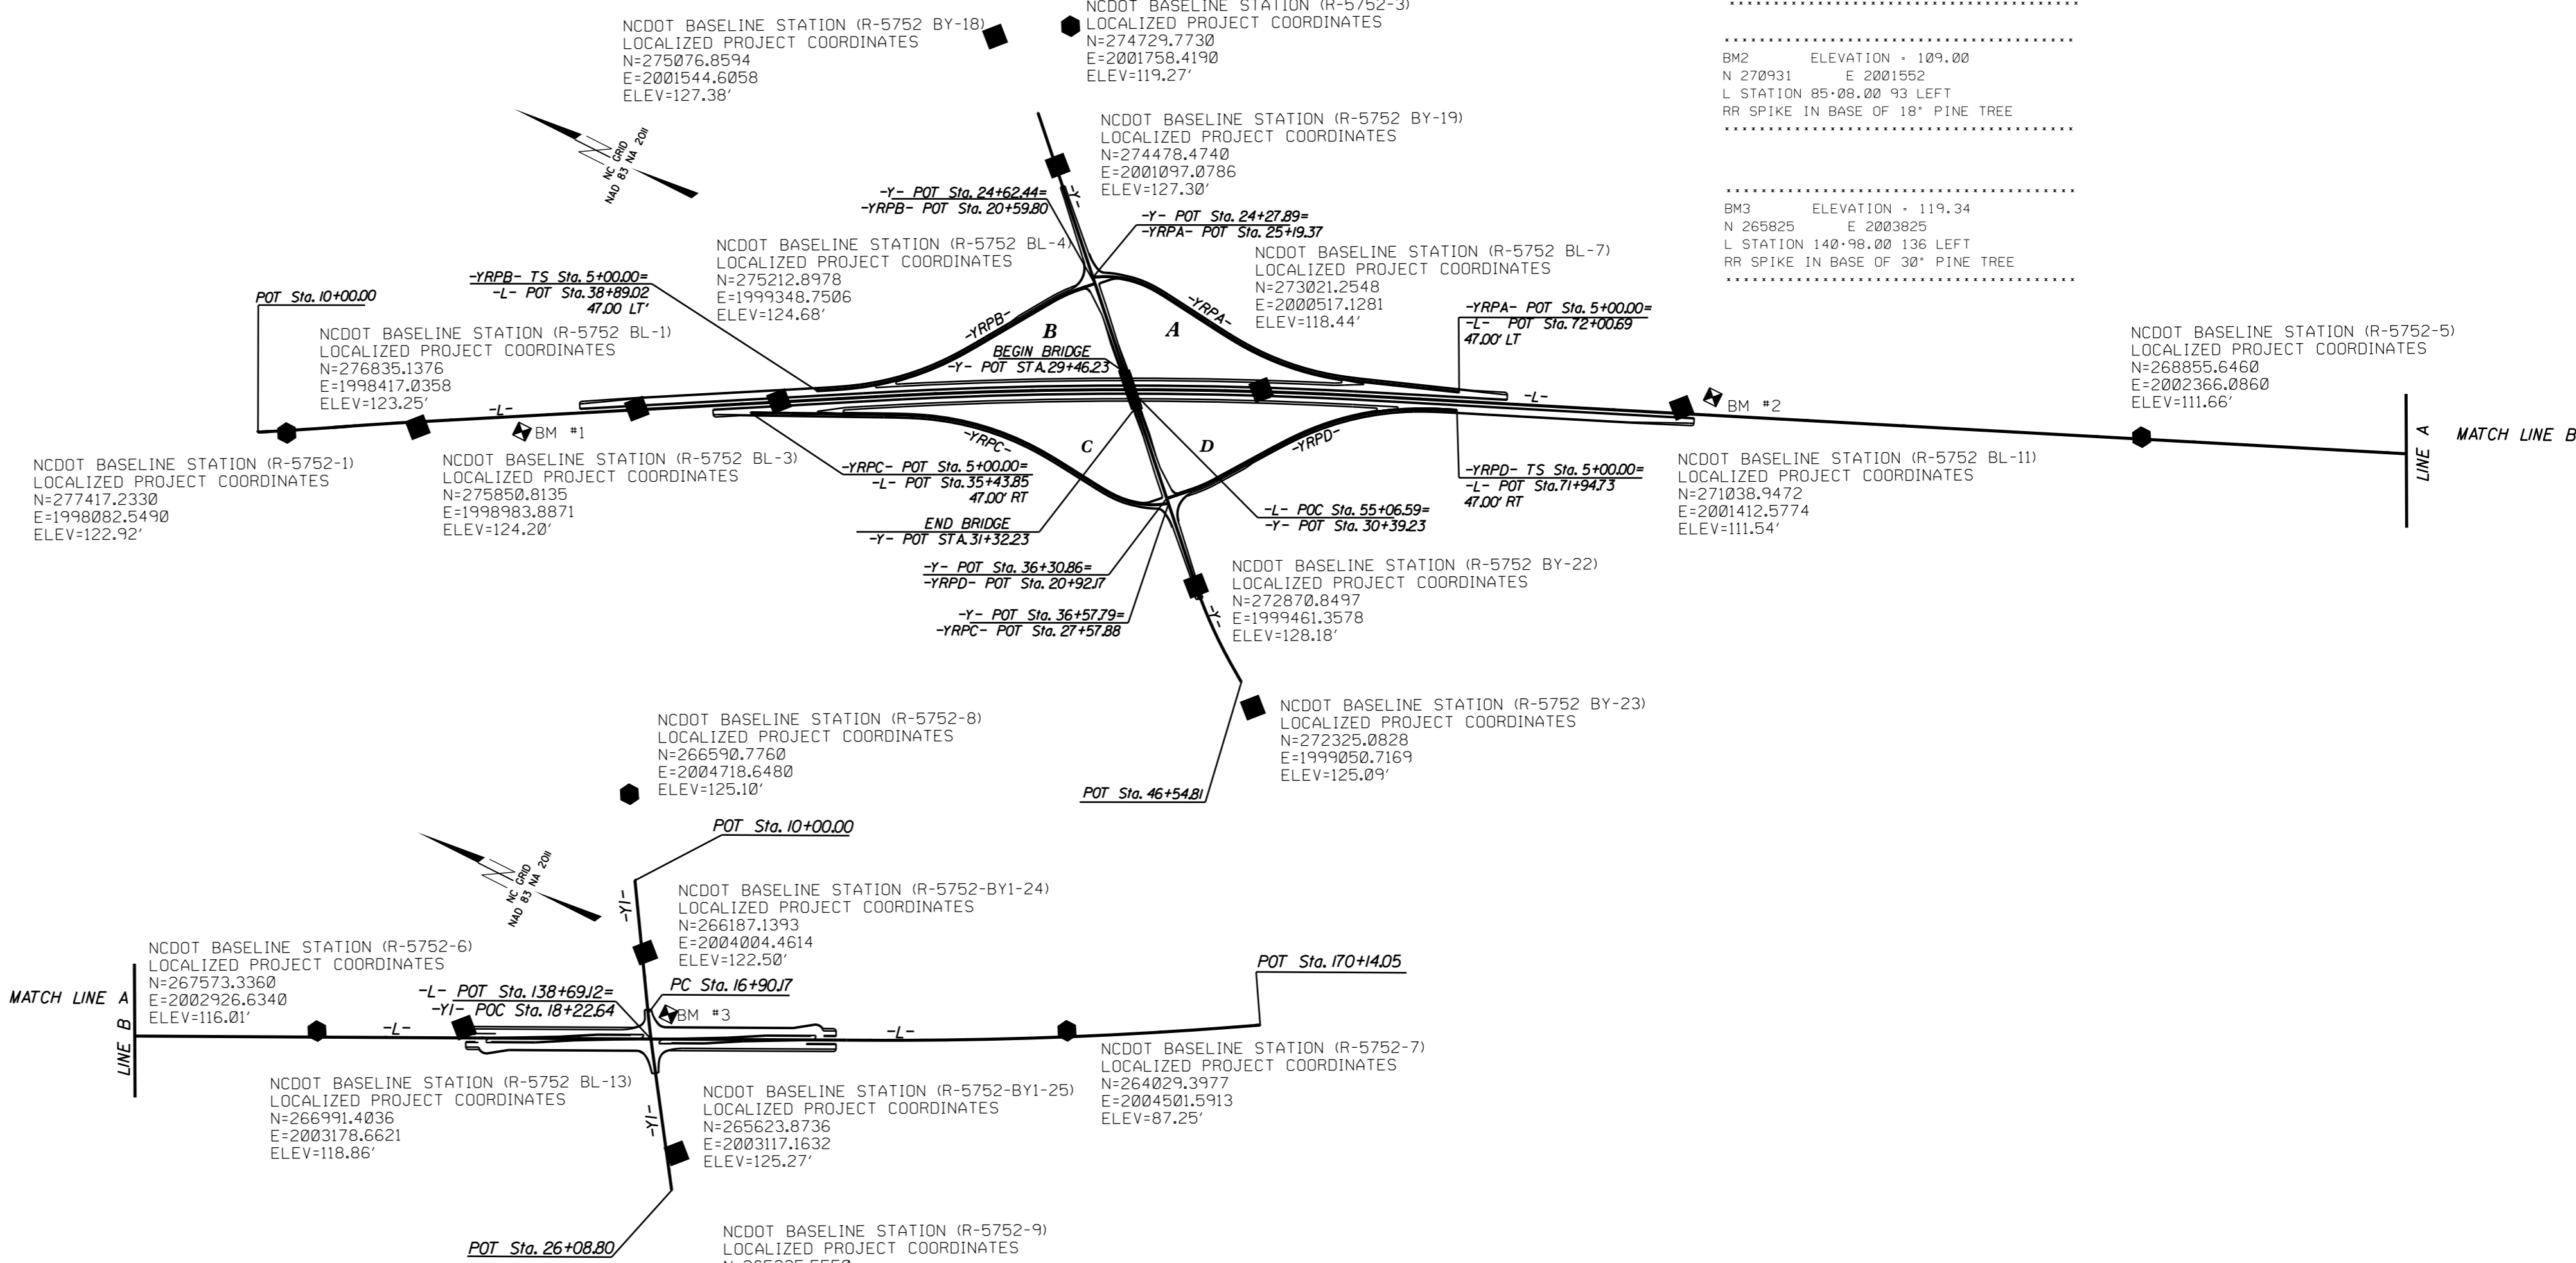 NCDOT BASELINE STATION (R-5752 BY-18)
LOCALIZED PROJECT COORDINATES
N=275076.8594
E=2001544.6058
ELEV=127.38'
NCDOT BASELINE STATION (R-5752-3)
LOCALIZED PROJECT COORDINATES
N=274729.7730
E=2001758.4190
ELEV=119.27'
BM2 ELEVATION = 109.00
N 270931 E 2001552
L STATION 85+08.00 93 LEFT
RR SPIKE IN BASE OF 18" PINE TREE
BM3 ELEVATION = 119.34
N 265825 E 2003825
L STATION 140+98.00 136 LEFT
RR SPIKE IN BASE OF 30" PINE TREE
NC GRID
NAD 83 NA 2011
NCDOT BASELINE STATION (R-5752 BY-19)
LOCALIZED PROJECT COORDINATES
N=274478.4740
E=2001097.0786
ELEV=127.30'
-Y- POT Sta. 24+62.44=
-YRPB- POT Sta. 20+59.80
-Y-
-Y- POT Sta. 24+27.89=
-YRPA- POT Sta. 25+19.37
NCDOT BASELINE STATION (R-5752 BL-4)
LOCALIZED PROJECT COORDINATES
N=275212.8978
E=1999348.7506
ELEV=124.68'
NCDOT BASELINE STATION (R-5752 BL-7)
LOCALIZED PROJECT COORDINATES
N=273021.2548
E=2000517.1281
ELEV=118.44'
-YRPB- TS Sta. 5+00.00=
-L- POT Sta. 38+89.02
47.00 LT'
POT Sta. 10+00.00
NCDOT BASELINE STATION (R-5752 BL-1)
LOCALIZED PROJECT COORDINATES
N=276835.1376
E=1998417.0358
ELEV=123.25'
-YRPB-
-YRPA-
B
A
BEGIN BRIDGE
-Y- POT STA.29+46.23
-YRPA- POT Sta. 5+00.00=
-L- POT Sta. 72+00.69
47.00' LT
NCDOT BASELINE STATION (R-5752-5)
LOCALIZED PROJECT COORDINATES
N=268855.6460
E=2002366.0860
ELEV=111.66'
-L-
-L-
BM #1
BM #2
LINE A
MATCH LINE B
NCDOT BASELINE STATION (R-5752-1)
LOCALIZED PROJECT COORDINATES
N=277417.2330
E=1998082.5490
ELEV=122.92'
NCDOT BASELINE STATION (R-5752 BL-3)
LOCALIZED PROJECT COORDINATES
N=275850.8135
E=1998983.8871
ELEV=124.20'
-YRPC-
C
D
-YRPD-
-YRPC- POT Sta. 5+00.00=
-L- POT Sta. 35+43.85
47.00' RT
END BRIDGE
-Y- POT STA.31+32.23
-YRPD- TS Sta. 5+00.00=
-L- POT Sta.71+94.73
47.00' RT
-L- POC Sta. 55+06.59=
-Y- POT Sta. 30+39.23
NCDOT BASELINE STATION (R-5752 BL-11)
LOCALIZED PROJECT COORDINATES
N=271038.9472
E=2001412.5774
ELEV=111.54'
-Y- POT Sta. 36+30.86=
-YRPD- POT Sta. 20+92.17
-Y- POT Sta. 36+57.79=
-YRPC- POT Sta. 27+57.88
NCDOT BASELINE STATION (R-5752 BY-22)
LOCALIZED PROJECT COORDINATES
N=272870.8497
E=1999461.3578
ELEV=128.18'
-Y-
NCDOT BASELINE STATION (R-5752 BY-23)
LOCALIZED PROJECT COORDINATES
N=272325.0828
E=1999050.7169
ELEV=125.09'
POT Sta. 46+54.81
NCDOT BASELINE STATION (R-5752-8)
LOCALIZED PROJECT COORDINATES
N=266590.7760
E=2004718.6480
ELEV=125.10'
POT Sta. 10+00.00
NC GRID
NAD 83 NA 2011
-Y1-
NCDOT BASELINE STATION (R-5752-BY1-24)
LOCALIZED PROJECT COORDINATES
N=266187.1393
E=2004004.4614
ELEV=122.50'
NCDOT BASELINE STATION (R-5752-6)
LOCALIZED PROJECT COORDINATES
N=267573.3360
E=2002926.6340
ELEV=116.01'
MATCH LINE A
LINE B
-L- POT Sta. 138+69.12=
-Y1- POC Sta. 18+22.64
PC Sta. 16+90.17
BM #3
POT Sta. 170+14.05
-L-
-L-
NCDOT BASELINE STATION (R-5752-7)
LOCALIZED PROJECT COORDINATES
N=264029.3977
E=2004501.5913
ELEV=87.25'
NCDOT BASELINE STATION (R-5752 BL-13)
LOCALIZED PROJECT COORDINATES
N=266991.4036
E=2003178.6621
ELEV=118.86'
-Y1-
NCDOT BASELINE STATION (R-5752-BY1-25)
LOCALIZED PROJECT COORDINATES
N=265623.8736
E=2003117.1632
ELEV=125.27'
POT Sta. 26+08.80
NCDOT BASELINE STATION (R-5752-9)
LOCALIZED PROJECT COORDINATES